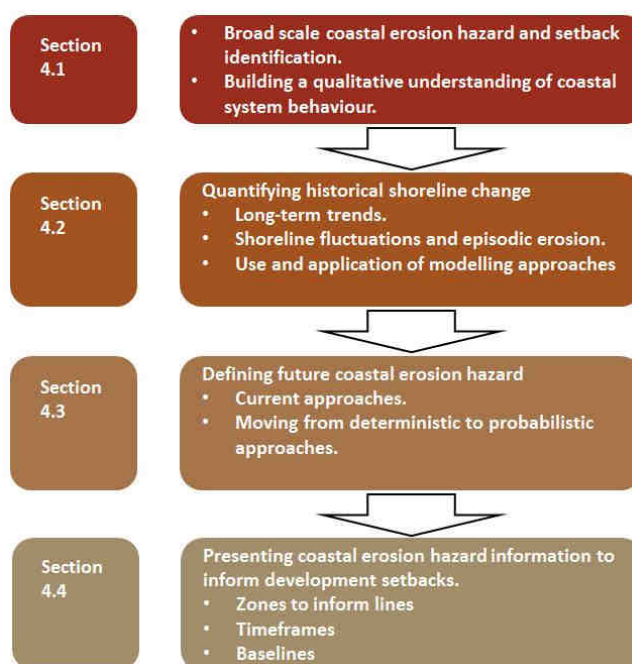 Section
4.1
• Broad scale coastal erosion hazard and setback
identification.
• Building a qualitative understanding of coastal
system behaviour.
Section
4.2
Quantifying historical shoreline change
• Long-term trends.
• Shoreline fluctuations and episodic erosion.
• Use and application of modelling approaches
Section
4.3
Defining future coastal erosion hazard
• Current approaches.
• Moving from deterministic to probabilistic
approaches.
Section
4.4
Presenting coastal erosion hazard information to
inform development setbacks.
• Zones to inform lines
• Timeframes
• Baselines